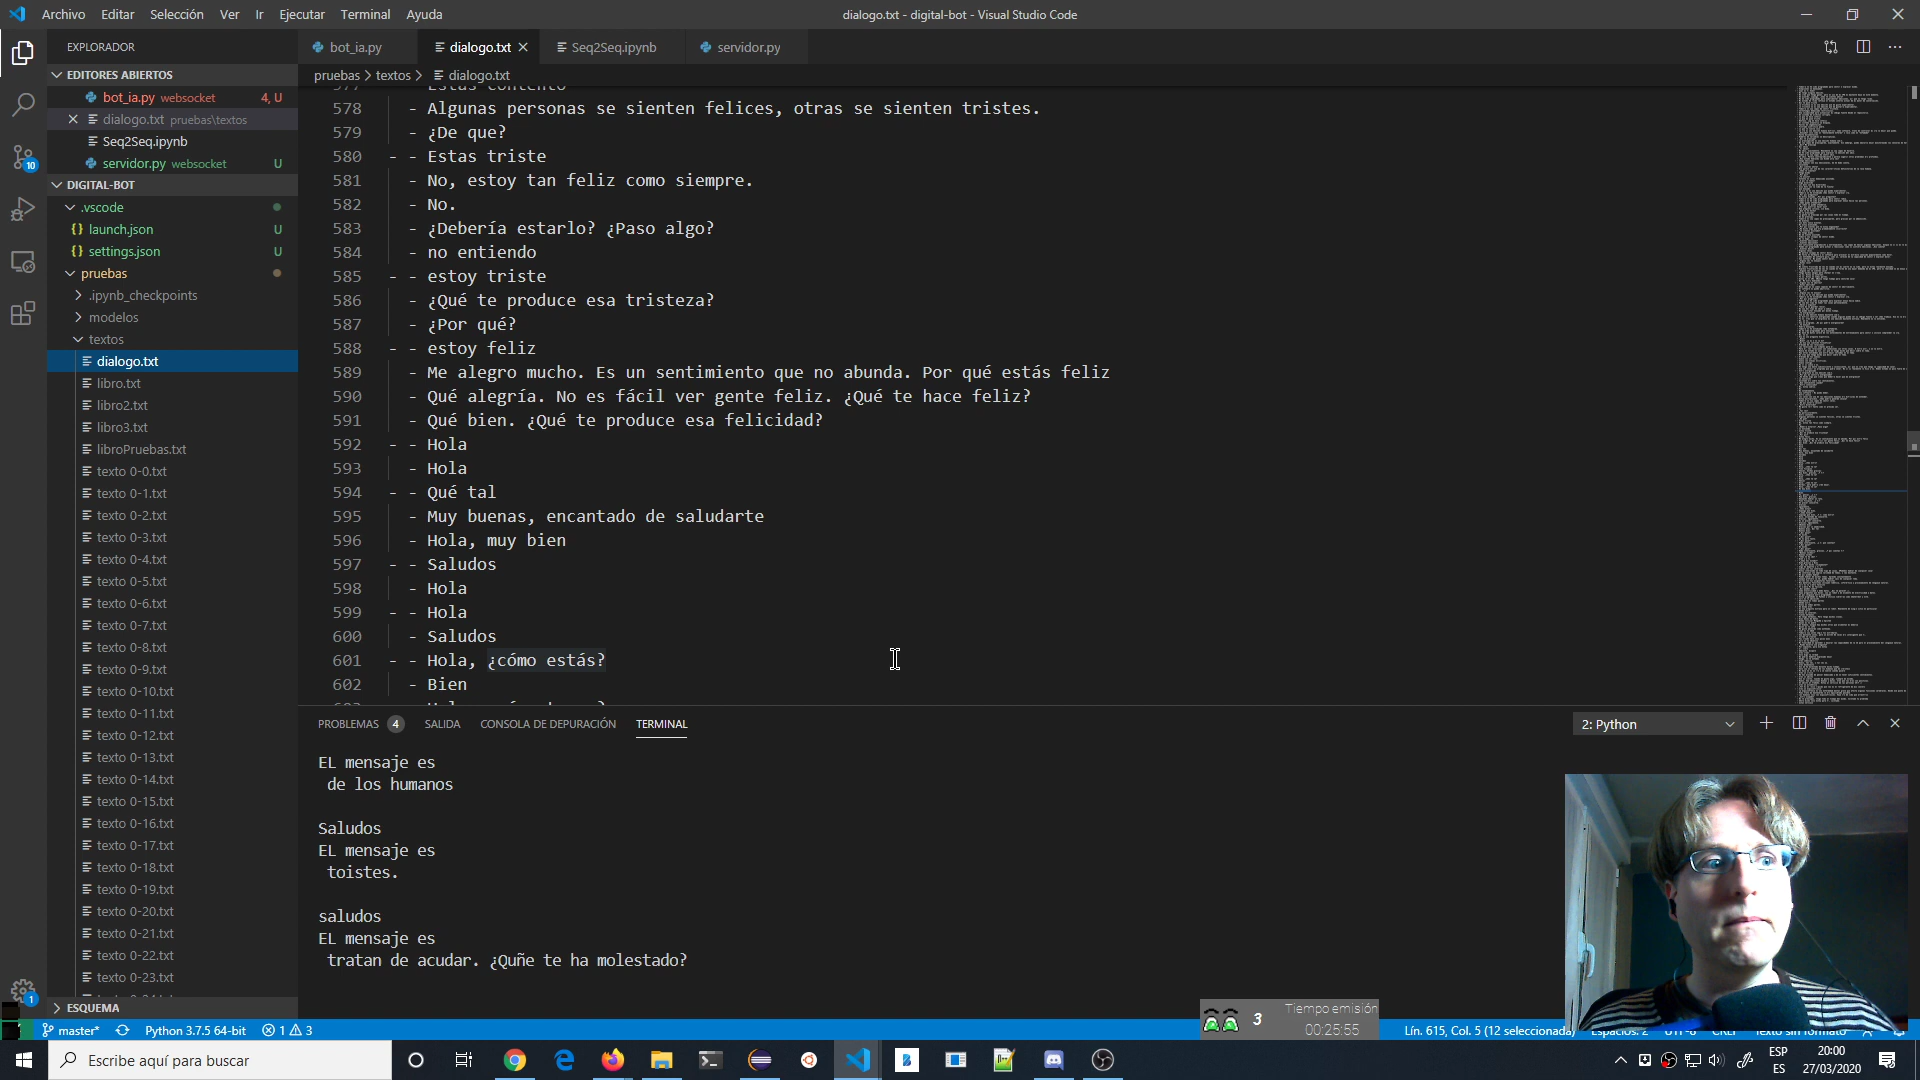 Archivo Editar Selección Ver Ir Ejecutar Terminal Ayuda
dialogo.txt - digital-bot - Visual Studio Code
EXPLORADOR
EDITORES ABIERTOS
bot_ia.py websocket 4, U
dialogo.txt pruebas\textos
Seq2Seq.ipynb
servidor.py websocket U
DIGITAL-BOT
.vscode
{} launch.json U
{} settings.json U
pruebas
.ipynb_checkpoints
modelos
textos
dialogo.txt
libro.txt
libro2.txt
libro3.txt
libroPruebas.txt
texto 0-0.txt
texto 0-1.txt
texto 0-2.txt
texto 0-3.txt
texto 0-4.txt
texto 0-5.txt
texto 0-6.txt
texto 0-7.txt
texto 0-8.txt
texto 0-9.txt
texto 0-10.txt
texto 0-11.txt
texto 0-12.txt
texto 0-13.txt
texto 0-14.txt
texto 0-15.txt
texto 0-16.txt
texto 0-17.txt
texto 0-18.txt
texto 0-19.txt
texto 0-20.txt
texto 0-21.txt
texto 0-22.txt
texto 0-23.txt
ESQUEMA
bot_ia.py dialogo.txt Seq2Seq.ipynb servidor.py
pruebas > textos > dialogo.txt
578 - Algunas personas se sienten felices, otras se sienten tristes.
579 - ¿De que?
580 - - Estas triste
581 - No, estoy tan feliz como siempre.
582 - No.
583 - ¿Debería estarlo? ¿Paso algo?
584 - no entiendo
585 - - estoy triste
586 - ¿Qué te produce esa tristeza?
587 - ¿Por qué?
588 - - estoy feliz
589 - Me alegro mucho. Es un sentimiento que no abunda. Por qué estás feliz
590 - Qué alegría. No es fácil ver gente feliz. ¿Qué te hace feliz?
591 - Qué bien. ¿Qué te produce esa felicidad?
592 - - Hola
593 - Hola
594 - - Qué tal
595 - Muy buenas, encantado de saludarte
596 - Hola, muy bien
597 - - Saludos
598 - Hola
599 - - Hola
600 - Saludos
601 - - Hola, ¿cómo estás?
602 - Bien
PROBLEMAS 4 SALIDA CONSOLA DE DEPURACIÓN TERMINAL
2: Python
EL mensaje es
de los humanos
Saludos
EL mensaje es
toistes.
saludos
EL mensaje es
tratan de acudar. ¿Quñe te ha molestado?
3 Tiempo emisión
00:25:55
10
1
master* Python 3.7.5 64-bit 1 3
Lín. 615, Col. 5 (12 seleccionada)
Escribe aquí para buscar
ESP
ES
20:00
27/03/2020